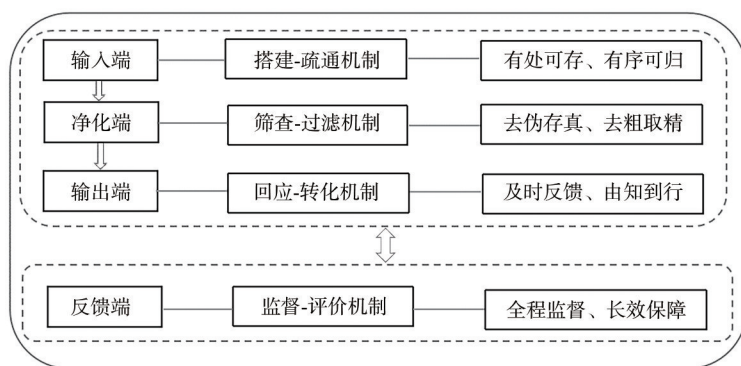 输入端 搭建-疏通机制 有处可存、有序可归
净化端 筛查-过滤机制 去伪存真、去粗取精
输出端 回应-转化机制 及时反馈、由知到行
反馈端 监督-评价机制 全程监督、长效保障